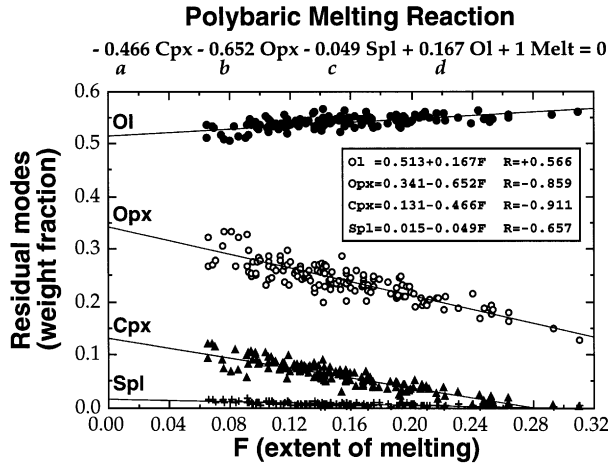 Polybaric Melting Reaction
- 0.466 Cpx - 0.652 Opx - 0.049 Spl + 0.167 Ol + 1 Melt = 0
a b c d
0.6
Ol
0.5
Ol =0.513+0.167F R=+0.566
Opx=0.341-0.652F R=-0.859
Cpx=0.131-0.466F R=-0.911
Spl=0.015-0.049F R=-0.657
0.4
Opx
0.3
0.2
Cpx
0.1
Spl
0.0
Residual modes
(weight fraction)
0.00 0.04 0.08 0.12 0.16 0.20 0.24 0.28 0.32
F (extent of melting)